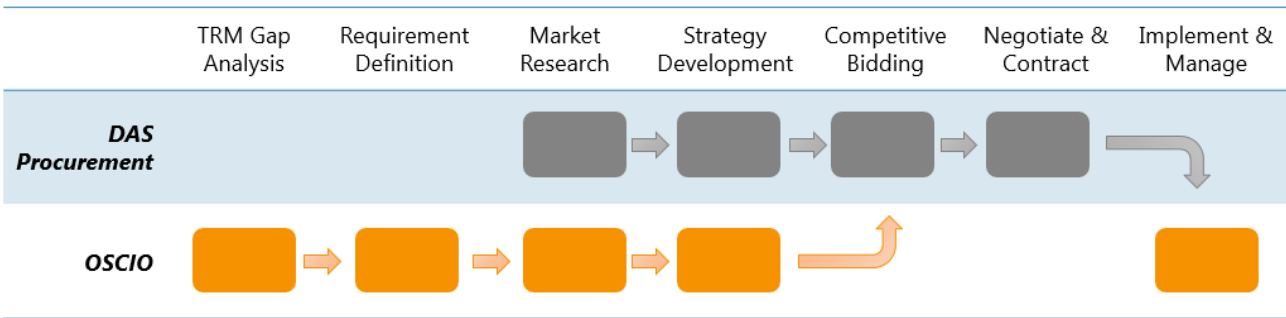 TRM Gap
Analysis
Requirement
Definition
Market
Research
Strategy
Development
Competitive
Bidding
Negotiate &
Contract
Implement &
Manage
DAS
Procurement
OSCIO